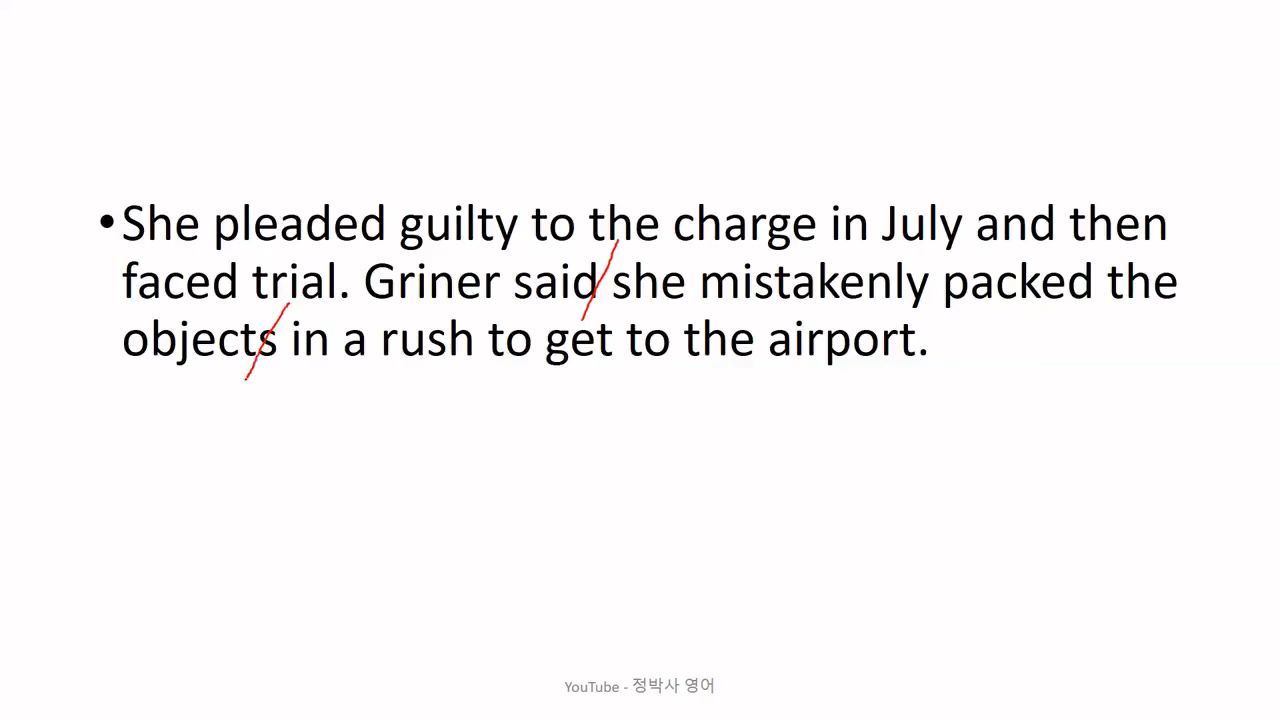 •She pleaded guilty to the charge in July and then
faced trial. Griner said she mistakenly packed the
objects in a rush to get to the airport.
YouTube - 정박사 영어